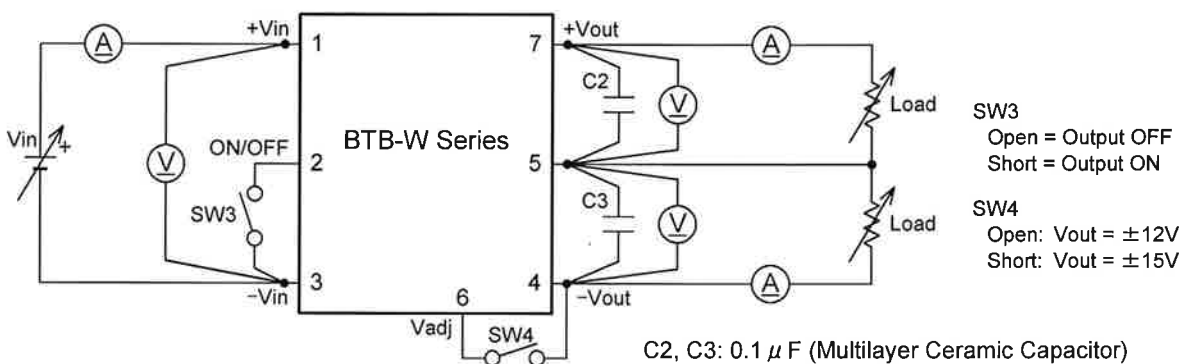 +Vin
A
1
7
+Vout
A
C2
V
Load
Vin
+
V
ON/OFF
2
BTB-W Series
5
SW3
C3
V
Load
−Vin
3
6
4
−Vout
A
Vadj
SW4
SW3
Open = Output OFF
Short = Output ON
SW4
Open: Vout = ±12V
Short: Vout = ±15V
C2, C3: 0.1 μ F (Multilayer Ceramic Capacitor)